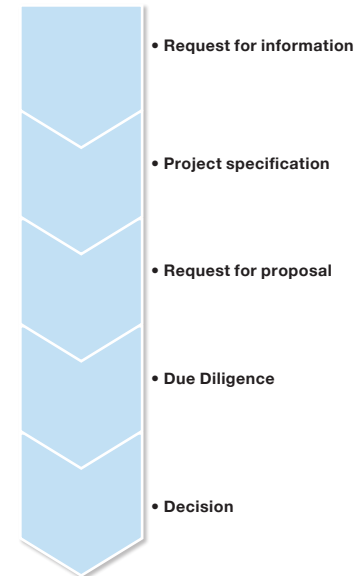 • Request for information
• Project specification
• Request for proposal
• Due Diligence
• Decision